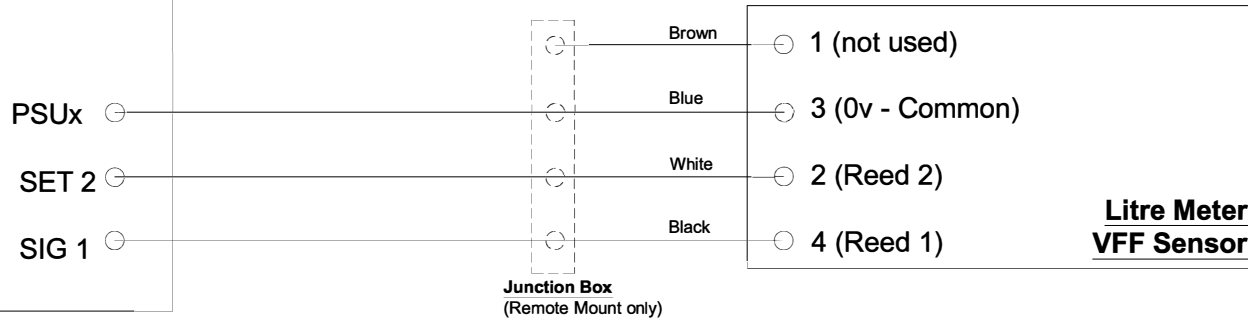 Brown
1 (not used)
PSUx
Blue
3 (0v - Common)
SET 2
White
2 (Reed 2)
SIG 1
Black
4 (Reed 1)
Litre Meter
VFF Sensor
Junction Box
(Remote Mount only)